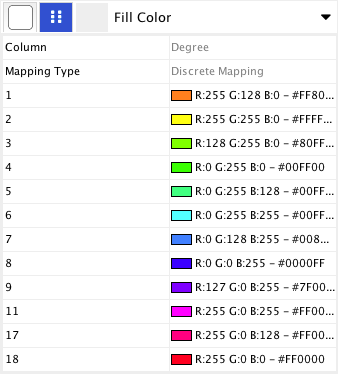 Fill Color
Column Degree
Mapping Type Discrete Mapping
1 R:255 G:128 B:0 – #FF80...
2 R:255 G:255 B:0 – #FFFF...
3 R:128 G:255 B:0 – #80FF...
4 R:0 G:255 B:0 – #00FF00
5 R:0 G:255 B:128 – #00FF...
6 R:0 G:255 B:255 – #00FF...
7 R:0 G:128 B:255 – #008...
8 R:0 G:0 B:255 – #0000FF
9 R:127 G:0 B:255 – #7F00...
11 R:255 G:0 B:255 – #FF00...
17 R:255 G:0 B:128 – #FF00...
18 R:255 G:0 B:0 – #FF0000